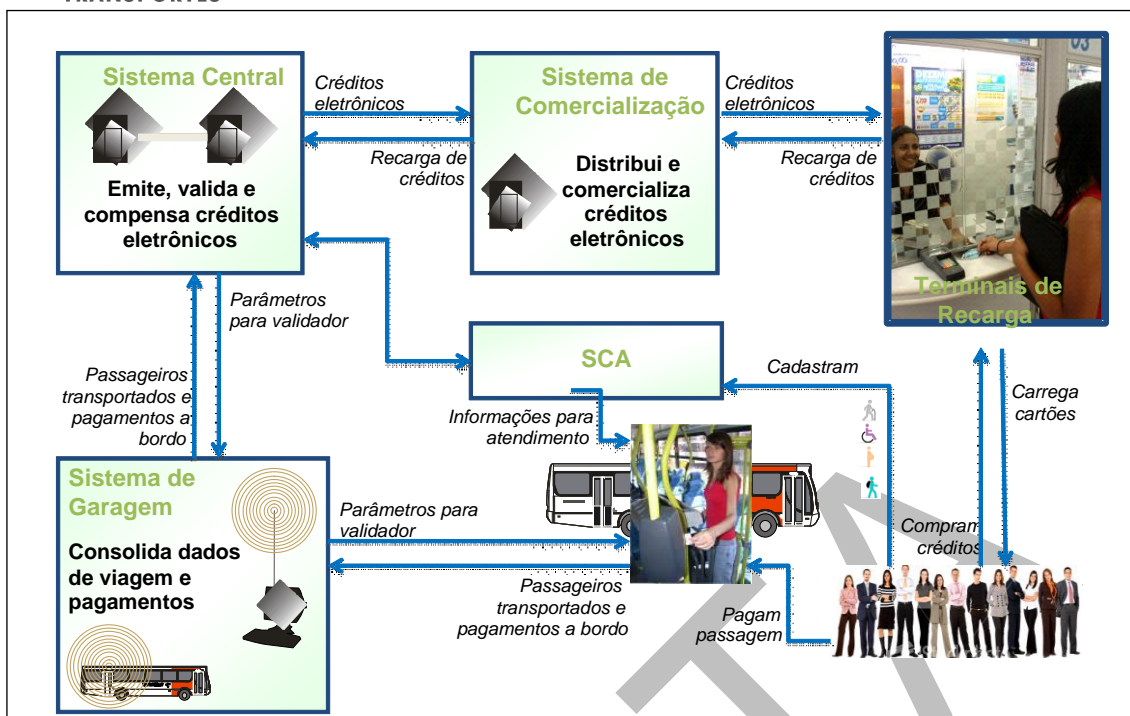 TRANSPORTES
Sistema Central
Emite, valida e
compensa créditos
eletrônicos
Créditos
eletrônicos
Recarga de
créditos
Sistema de
Comercialização
Distribui e
comercializa
créditos
eletrônicos
Créditos
eletrônicos
Recarga de
créditos
03
Terminais de
Recarga
Parâmetros
para validador
Passageiros
transportados e
pagamentos a
bordo
SCA
Cadastram
Carrega
cartões
Informações para
atendimento
Sistema de
Garagem
Consolida dados
de viagem e
pagamentos
Parâmetros para
validador
Passageiros
transportados e
pagamentos a bordo
Compram
créditos
Pagam
passagem